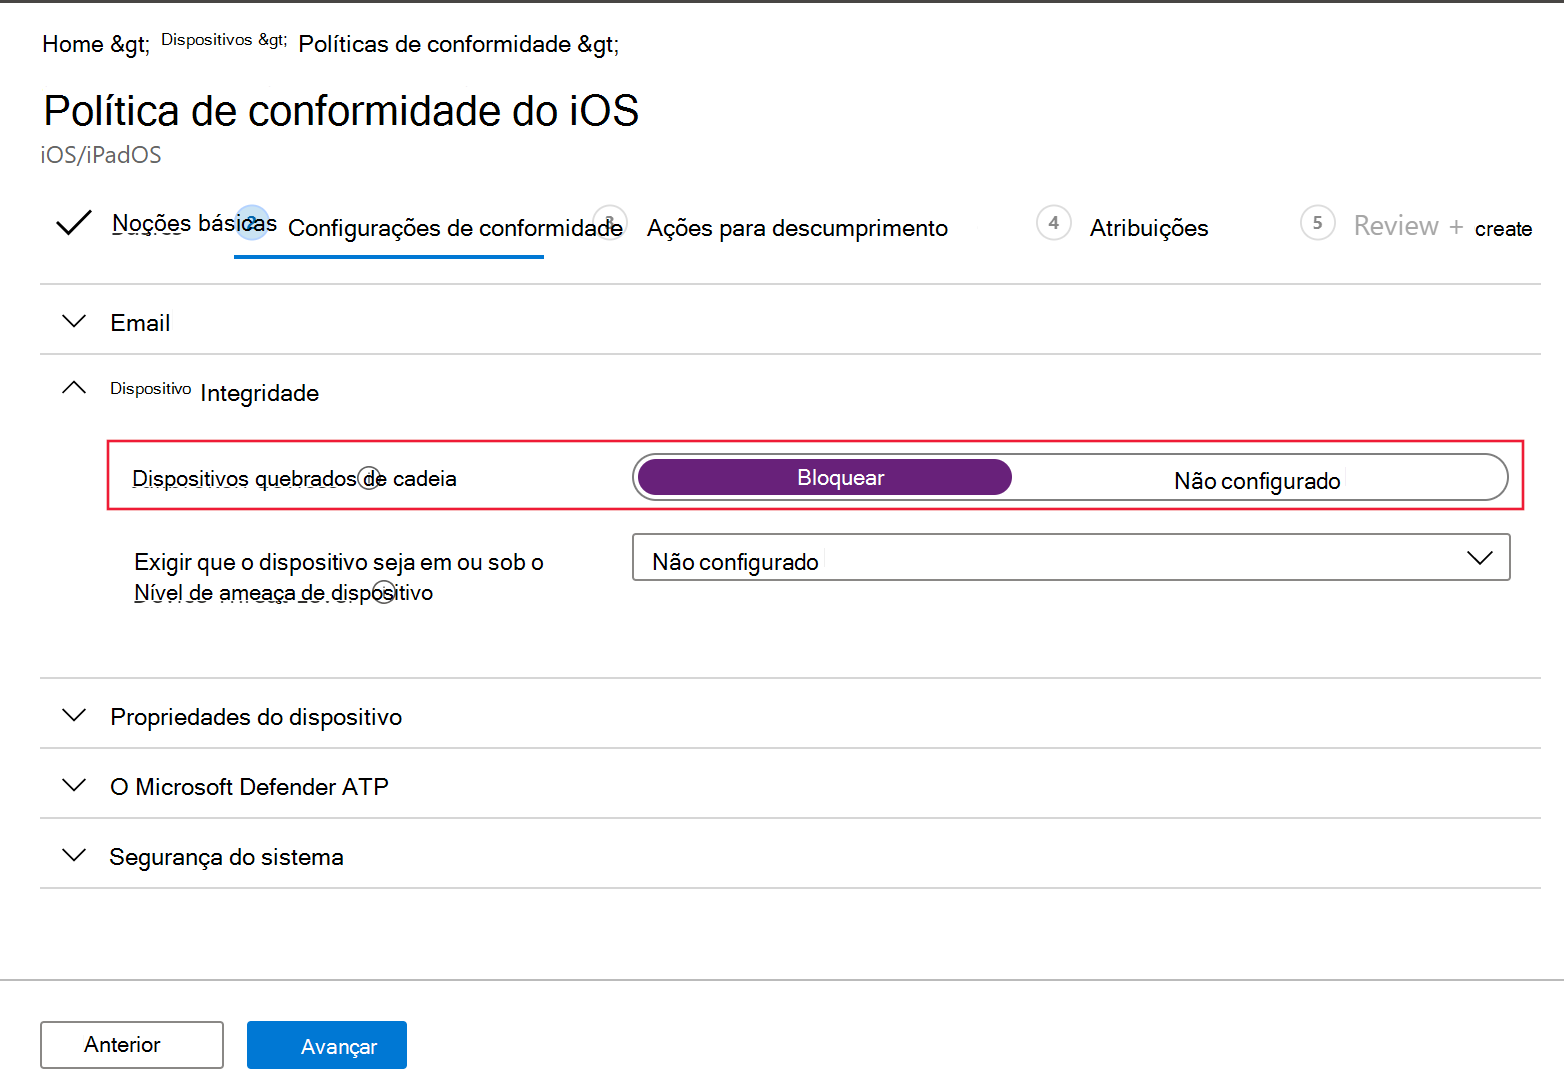 Home &gt; Dispositivos &gt; Políticas de conformidade &gt;
Política de conformidade do iOS
iOS/iPadOS
Noções básicas 2 Configurações de conformidade 3 Ações para descumprimento 4 Atribuições 5 Review + create
Email
Dispositivo Integridade
Dispositivos quebrados de cadeia Bloquear Não configurado
Exigir que o dispositivo seja em ou sob o Não configurado
Nível de ameaça de dispositivo
Propriedades do dispositivo
O Microsoft Defender ATP
Segurança do sistema
Anterior Avançar